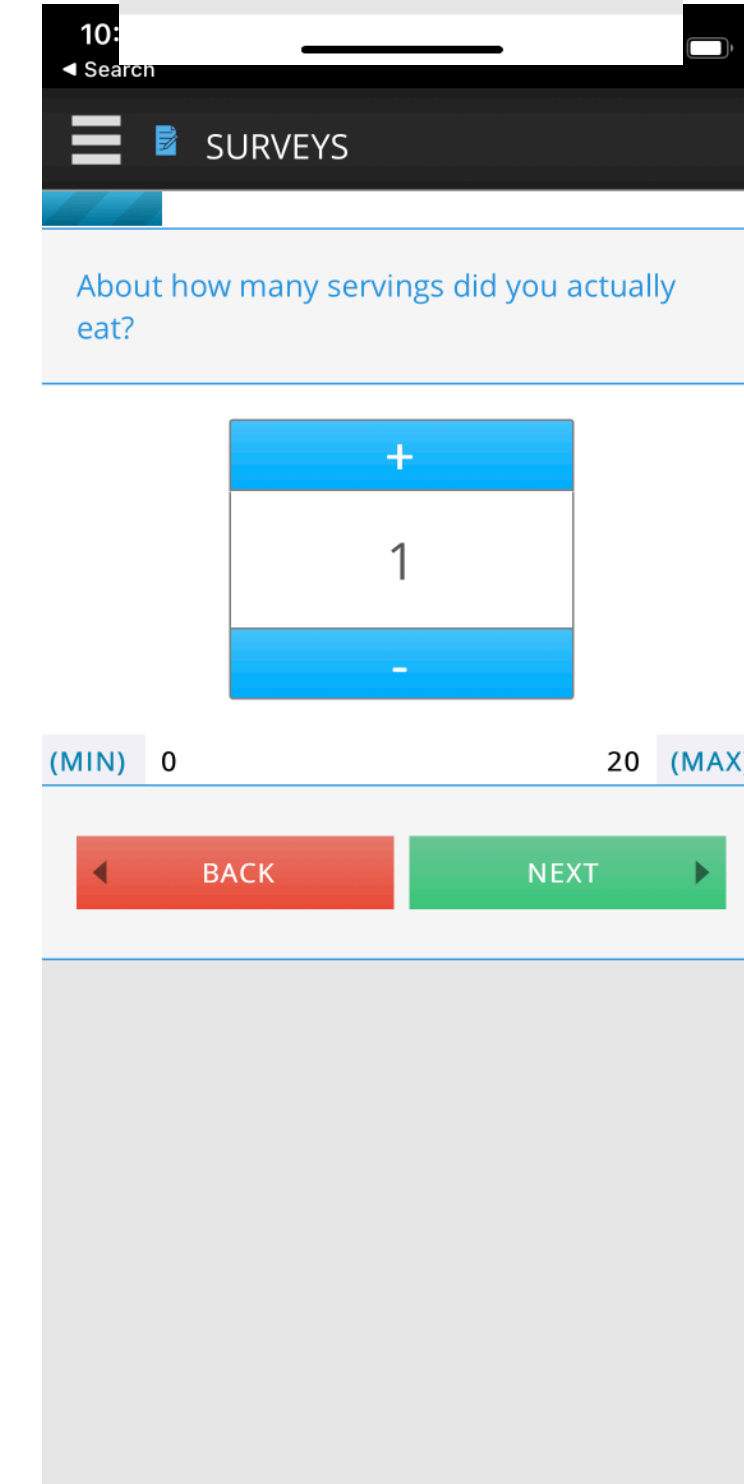 10:
◀ Search
SURVEYS
About how many servings did you actually
eat?
+
1
-
(MIN) 0 20 (MAX)
BACK NEXT